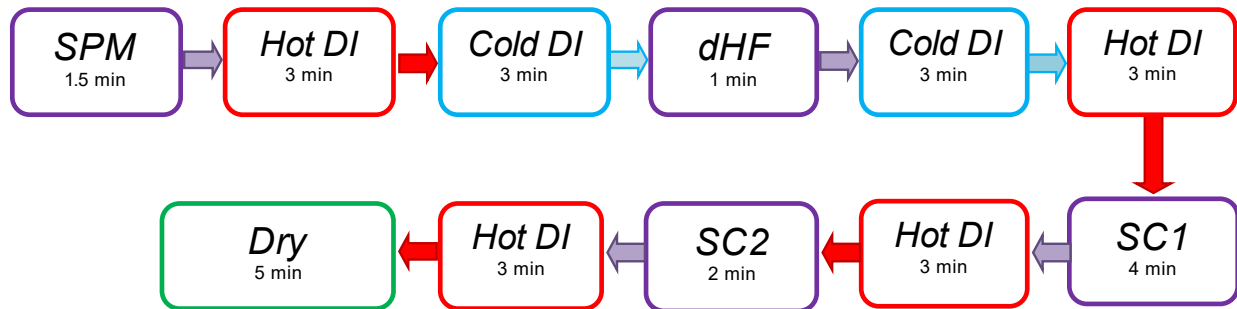 SPM
1.5 min
Hot DI
3 min
Cold DI
3 min
dHF
1 min
Cold DI
3 min
Hot DI
3 min
SC1
4 min
Hot DI
3 min
SC2
2 min
Hot DI
3 min
Dry
5 min